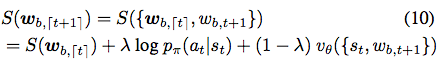 S(𝒘_{b,⌈t+1⌉}) = S({𝒘_{b,⌈t⌉}, w_{b,t+1}}) (10)
= S(𝒘_{b,⌈t⌉}) + λ log p_π(a_t|s_t) + (1 − λ) v_θ({s_t, w_{b,t+1}})